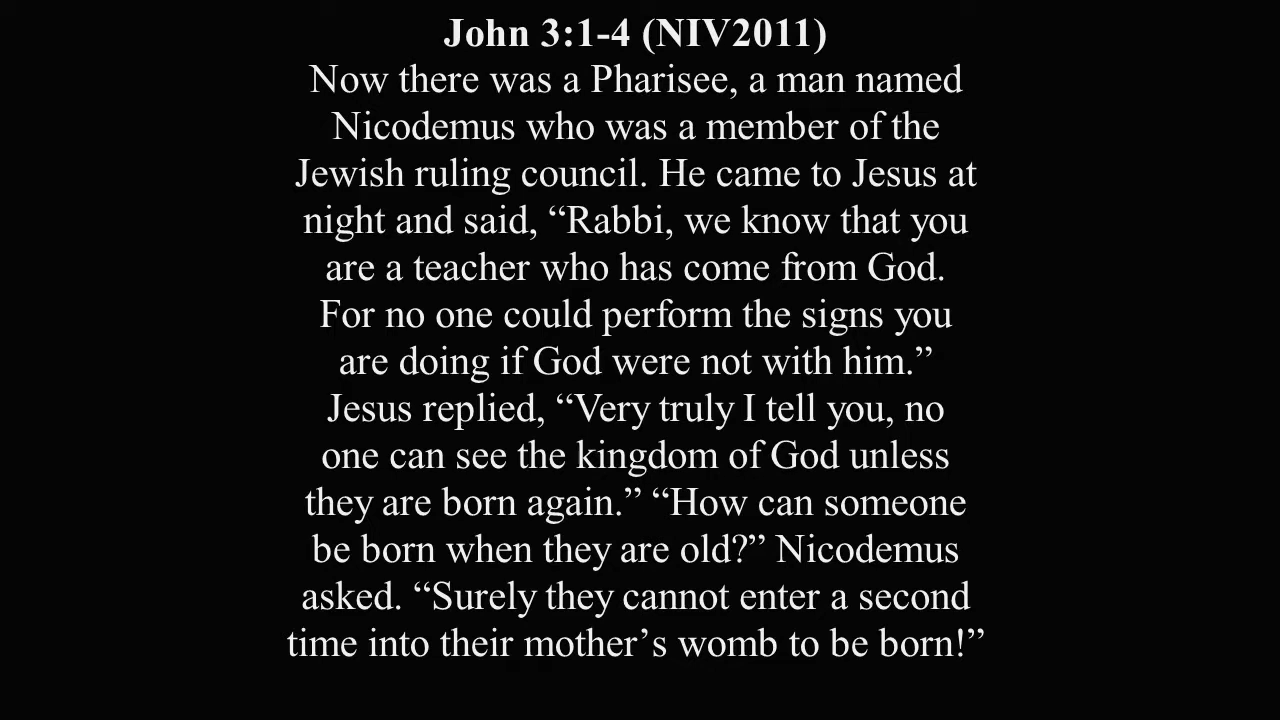 John 3:1-4 (NIV2011)
Now there was a Pharisee, a man named
Nicodemus who was a member of the
Jewish ruling council. He came to Jesus at
night and said, “Rabbi, we know that you
are a teacher who has come from God.
For no one could perform the signs you
are doing if God were not with him.”
Jesus replied, “Very truly I tell you, no
one can see the kingdom of God unless
they are born again.” “How can someone
be born when they are old?” Nicodemus
asked. “Surely they cannot enter a second
time into their mother’s womb to be born!”